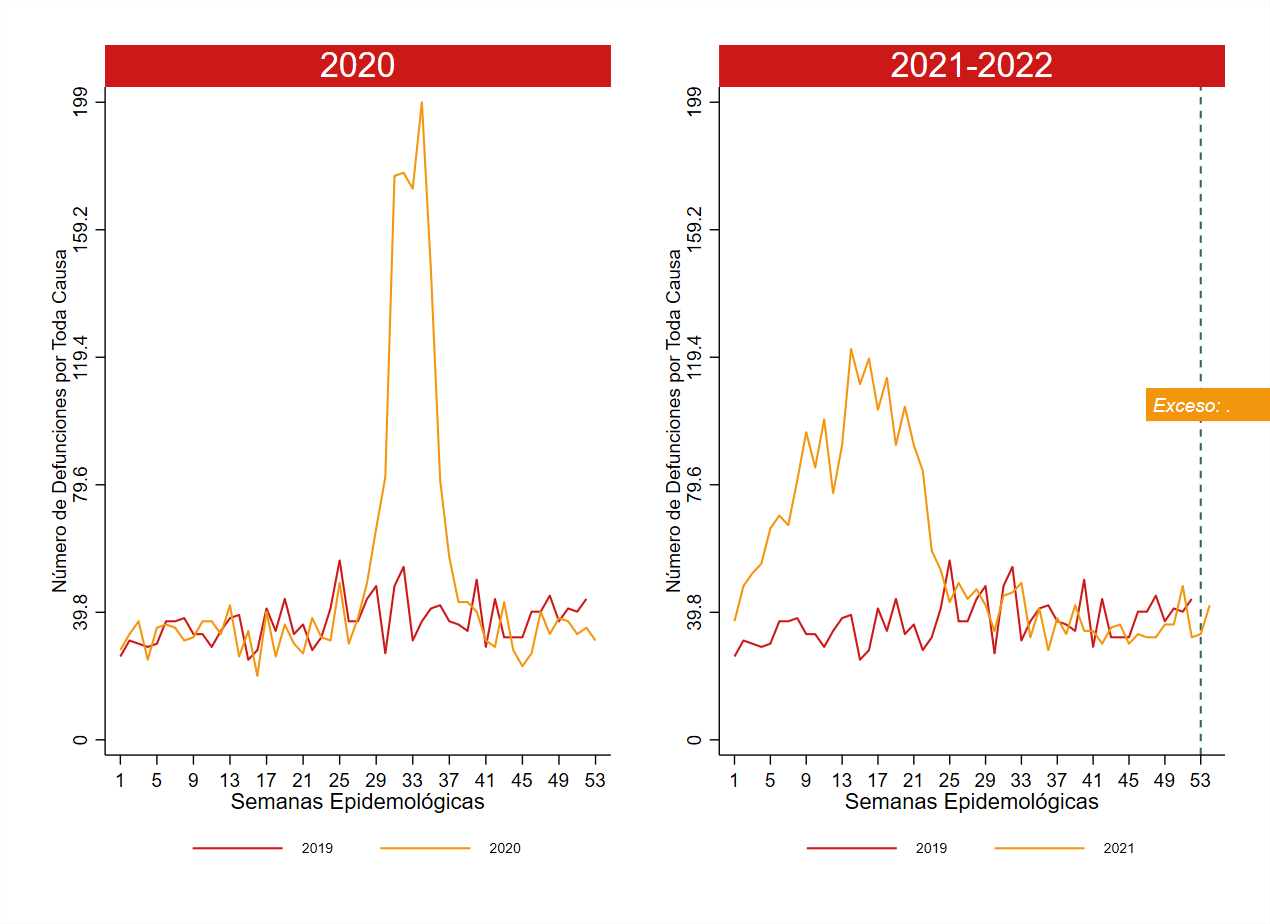 2020
Número de Defunciones por Toda Causa
199
159.2
119.4
79.6
39.8
0
1 5 9 13 17 21 25 29 33 37 41 45 49 53
Semanas Epidemológicas
2019 2020
2021-2022
Número de Defunciones por Toda Causa
199
159.2
119.4
79.6
39.8
0
Exceso: .
1 5 9 13 17 21 25 29 33 37 41 45 49 53
Semanas Epidemológicas
2019 2021